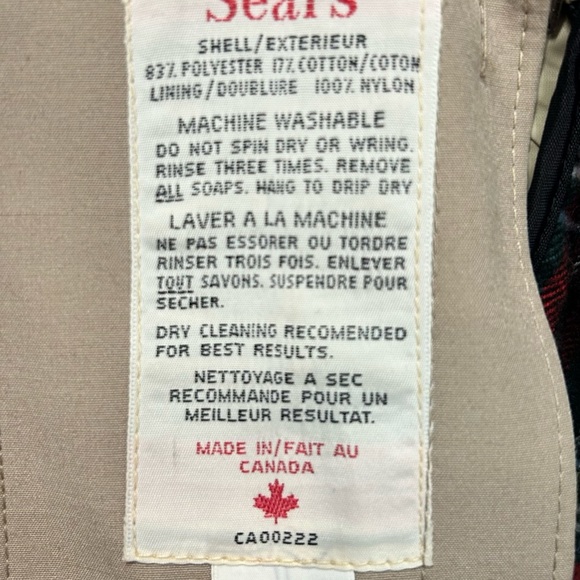 Sears
SHELL/EXTERIEUR
83% POLYESTER 17% COTTON/COTON
LINING/DOUBLURE 100% NYLON
MACHINE WASHABLE
DO NOT SPIN DRY OR WRING.
RINSE THREE TIMES. REMOVE
ALL SOAPS. HANG TO DRIP DRY
LAVER A LA MACHINE
NE PAS ESSORER OU TORDRE
RINSER TROIS FOIS. ENLEVER
TOUT SAVONS. SUSPENDRE POUR
SECHER.
DRY CLEANING RECOMENDED
FOR BEST RESULTS.
NETTOYAGE A SEC
RECOMMANDE POUR UN
MEILLEUR RESULTAT.
MADE IN/FAIT AU
CANADA
CA00222